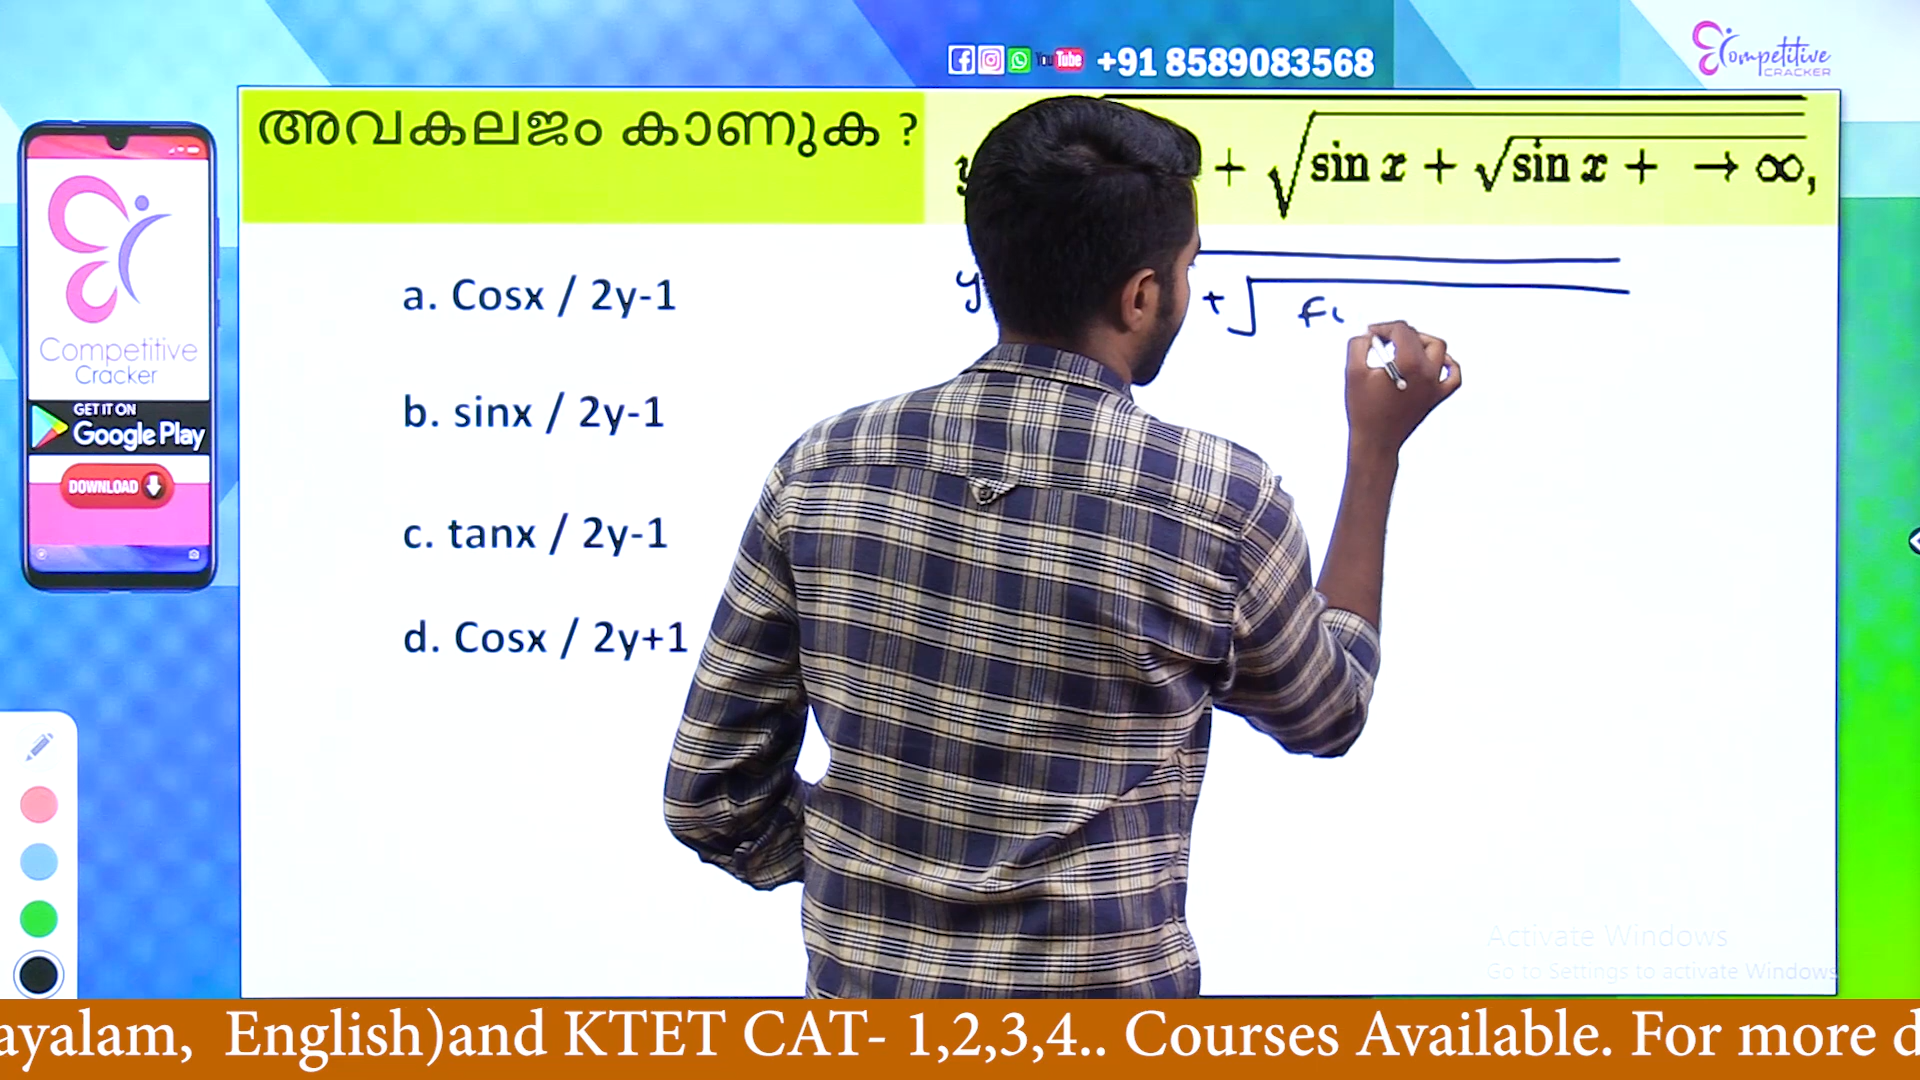 You Tube +91 8589083568
Competitive
CRACKER
അവകലജം കാണുക ?
+ √sin x + √sin x + → ∞,
y
+ √ f(
a. Cosx / 2y-1
b. sinx / 2y-1
c. tanx / 2y-1
d. Cosx / 2y+1
Competitive
Cracker
GET IT ON
Google Play
DOWNLOAD
Activate Windows
Go to Settings to activate Windows
ayalam, English)and KTET CAT- 1,2,3,4.. Courses Available. For more d